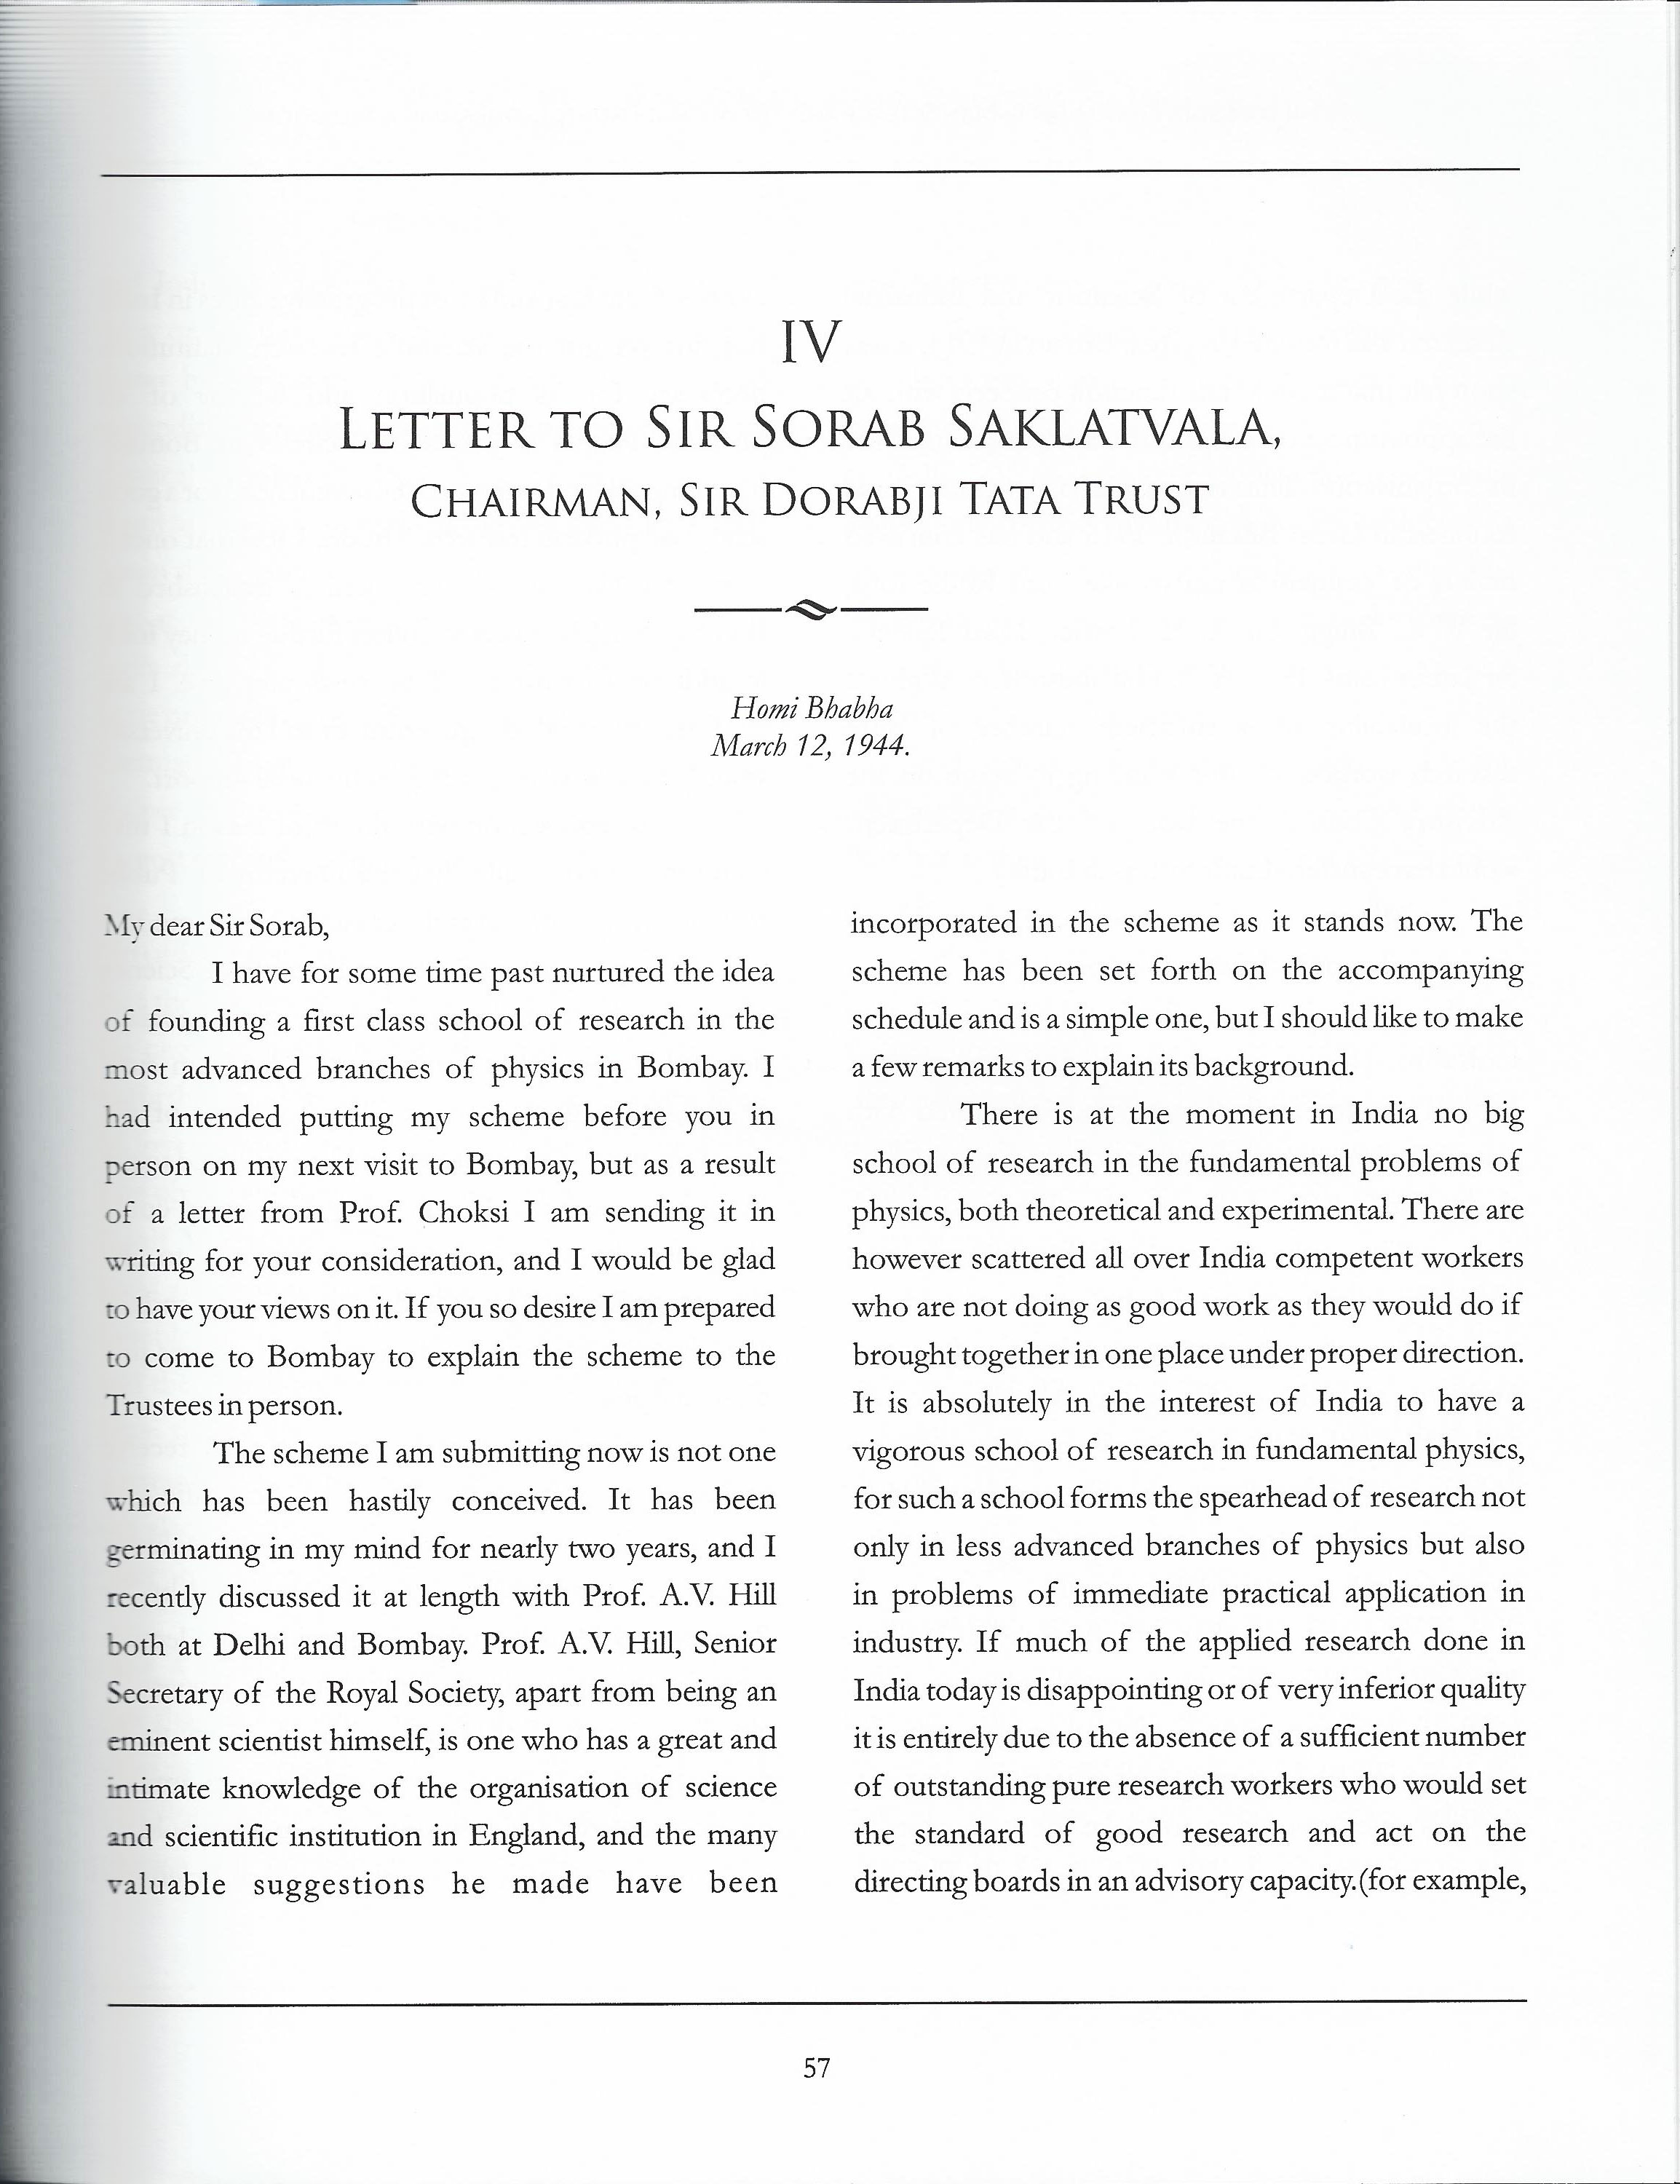 IV
LETTER TO SIR SORAB SAKLATVALA,
CHAIRMAN, SIR DORABJI TATA TRUST
Homi Bhabha
March 12, 1944.
My dear Sir Sorab,
I have for some time past nurtured the idea
of founding a first class school of research in the
most advanced branches of physics in Bombay. I
had intended putting my scheme before you in
person on my next visit to Bombay, but as a result
of a letter from Prof. Choksi I am sending it in
writing for your consideration, and I would be glad
to have your views on it. If you so desire I am prepared
to come to Bombay to explain the scheme to the
Trustees in person.
The scheme I am submitting now is not one
which has been hastily conceived. It has been
germinating in my mind for nearly two years, and I
recently discussed it at length with Prof. A.V. Hill
both at Delhi and Bombay. Prof. A.V. Hill, Senior
Secretary of the Royal Society, apart from being an
eminent scientist himself, is one who has a great and
intimate knowledge of the organisation of science
and scientific institution in England, and the many
valuable suggestions he made have been
incorporated in the scheme as it stands now. The
scheme has been set forth on the accompanying
schedule and is a simple one, but I should like to make
a few remarks to explain its background.
There is at the moment in India no big
school of research in the fundamental problems of
physics, both theoretical and experimental. There are
however scattered all over India competent workers
who are not doing as good work as they would do if
brought together in one place under proper direction.
It is absolutely in the interest of India to have a
vigorous school of research in fundamental physics,
for such a school forms the spearhead of research not
only in less advanced branches of physics but also
in problems of immediate practical application in
industry. If much of the applied research done in
India today is disappointing or of very inferior quality
it is entirely due to the absence of a sufficient number
of outstanding pure research workers who would set
the standard of good research and act on the
directing boards in an advisory capacity.(for example,
57